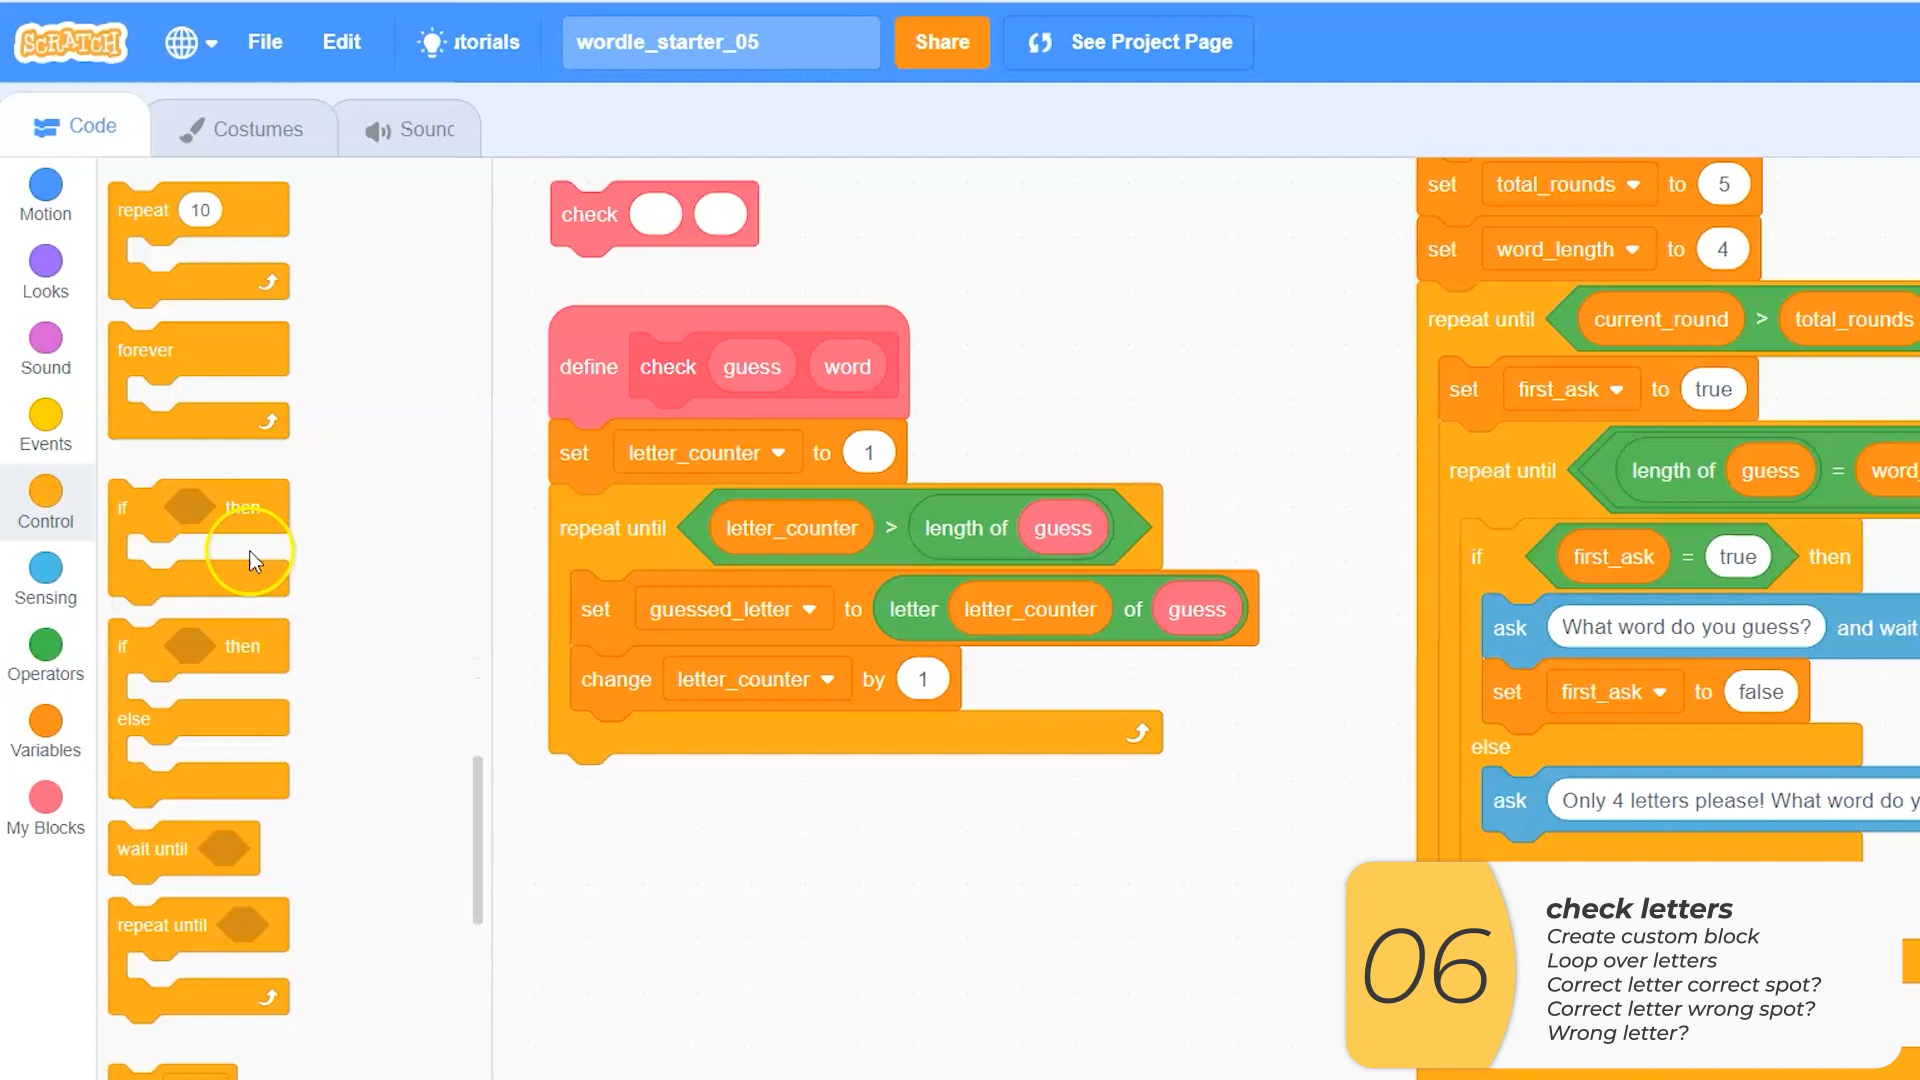 SCRATCH
File
Edit
utorials
wordle_starter_05
Share
See Project Page
Code
Costumes
Sound
Motion
Looks
Sound
Events
Control
Sensing
Operators
Variables
My Blocks
repeat 10
forever
if then
if then
else
wait until
repeat until
check
define check guess word
set letter_counter to 1
repeat until letter_counter > length of guess
set guessed_letter to letter letter_counter of guess
change letter_counter by 1
set total_rounds to 5
set word_length to 4
repeat until current_round > total_rounds
set first_ask to true
repeat until length of guess = word_
if first_ask = true then
ask What word do you guess? and wait
set first_ask to false
else
ask Only 4 letters please! What word do y
06
check letters
Create custom block
Loop over letters
Correct letter correct spot?
Correct letter wrong spot?
Wrong letter?